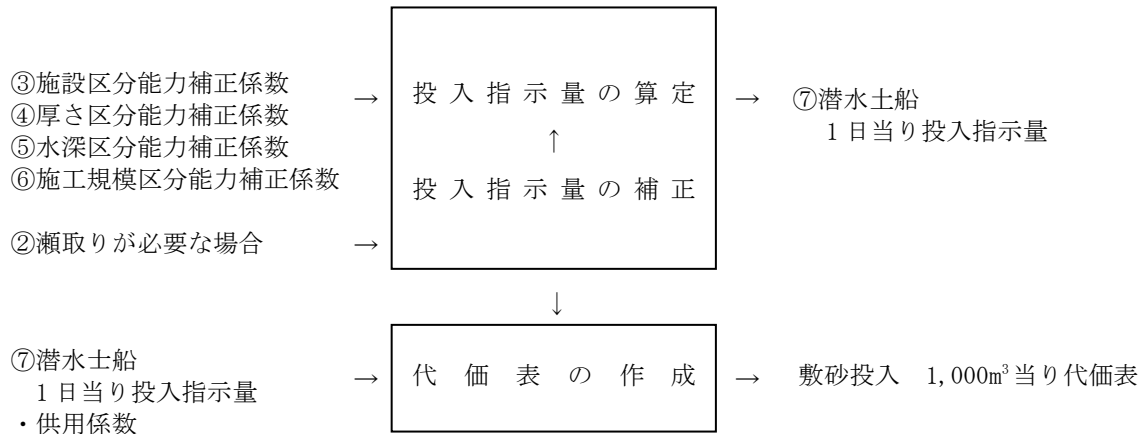 ③施設区分能力補正係数
④厚さ区分能力補正係数
⑤水深区分能力補正係数
⑥施工規模区分能力補正係数
②瀬取りが必要な場合
→
→
投入指示量の算定
↑
投入指示量の補正
→
⑦潜水土船
1日当り投入指示量
↓
⑦潜水士船
1日当り投入指示量
・供用係数
→
代価表の作成
→
敷砂投入 1,000m³当り代価表